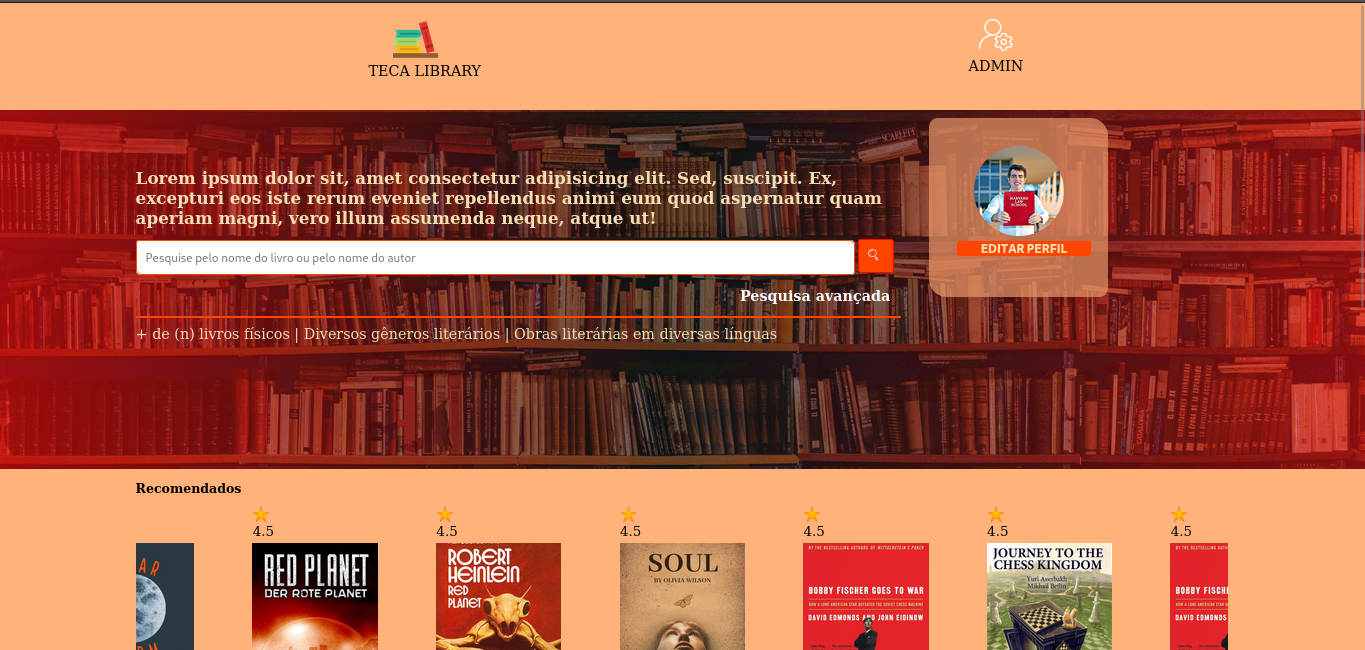 TECA LIBRARY
ADMIN
SCARLETT
Lorem ipsum dolor sit, amet consectetur adipisicing elit. Sed, suscipit. Ex,
excepturi eos iste rerum eveniet repellendus animi eum quod aspernatur quam
aperiam magni, vero illum assumenda neque, atque ut!
HARVARD
LAW
SCHOOL
EDITAR PERFIL
Pesquise pelo nome do livro ou pelo nome do autor
Pesquisa avançada
+ de (n) livros físicos | Diversos gêneros literários | Obras literárias em diversas línguas
Recomendados
4.5
4.5
4.5
4.5
4.5
4.5
AR
RED PLANET
DER ROTE PLANET
ROBERT
HEINLEIN
RED
PLANET
SOUL
BY OLIVIA WILSON
BY THE BESTSELLING AUTHORS OF WITTGENSTEIN'S POKER
BOBBY FISCHER GOES TO WAR
HOW A LONE AMERICAN STAR DEFEATED THE SOVIET CHESS MACHINE
DAVID EDMONDS AND JOHN EIDINOW
JOURNEY TO THE
CHESS KINGDOM
Yuri Averbakh
Mikhail Beilin
BY THE BESTSELLING AUTH
BOBBY FISCH
HOW A LONE AMERICAN STAR D
DAVID EDMONDS